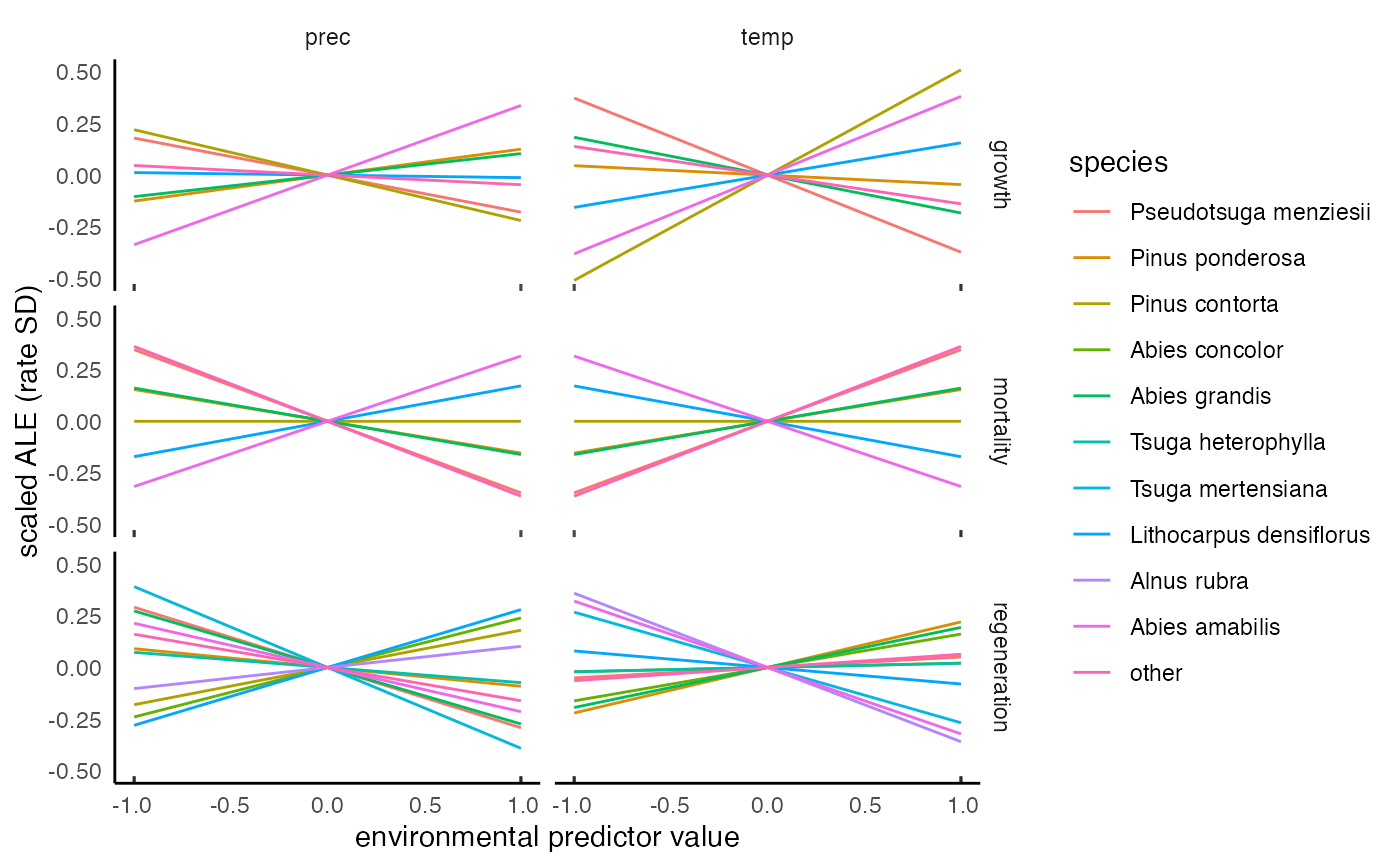 prec
temp
0.50
0.25
0.00
-0.25
-0.50
growth
0.50
0.25
0.00
-0.25
-0.50
mortality
0.50
0.25
0.00
-0.25
-0.50
regeneration
scaled ALE (rate SD)
-1.0 -0.5 0.0 0.5 1.0
-1.0 -0.5 0.0 0.5 1.0
environmental predictor value
species
Pseudotsuga menziesii
Pinus ponderosa
Pinus contorta
Abies concolor
Abies grandis
Tsuga heterophylla
Tsuga mertensiana
Lithocarpus densiflorus
Alnus rubra
Abies amabilis
other